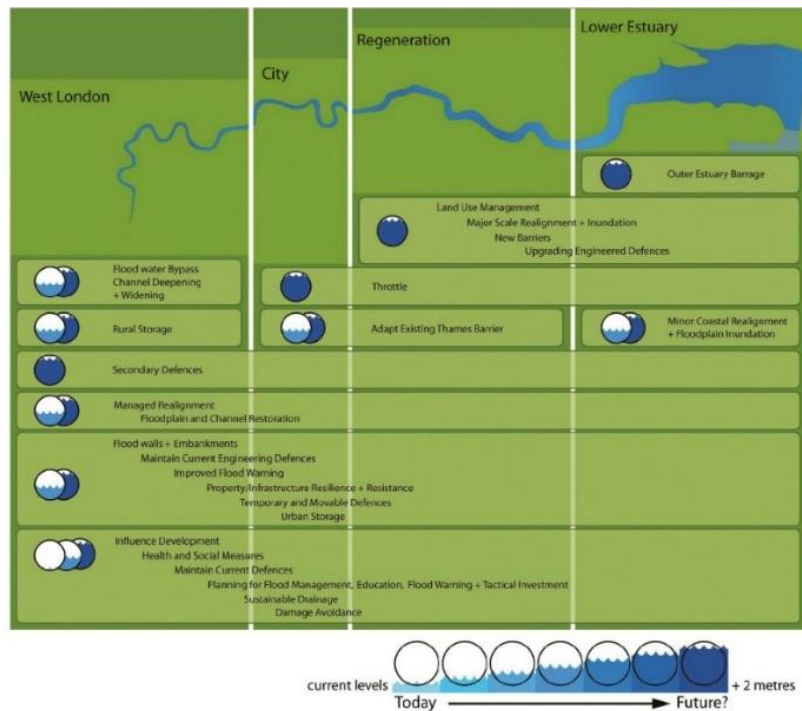 West London
City
Regeneration
Lower Estuary
Outer Estuary Barrage
Land Use Management
Major Scale Realignment + Inundation
New Barriers
Upgrading Engineered Defences
Flood water Bypass
Channel Deepening
+ Widening
Throttle
Rural Storage
Adapt Existing Thames Barrier
Minor Coastal Realignment
+ Floodplain Inundation
Secondary Defences
Managed Realignment
Floodplain and Channel Restoration
Flood walls + Embankments
Maintain Current Engineering Defences
Improved Flood Warning
Property/Infrastructure Resilience + Resistance
Temporary and Movable Defences
Urban Storage
Influence Development
Health and Social Measures
Maintain Current Defences
Planning for Flood Management, Education, Flood Warning + Tactical Investment
Sustainable Drainage
Damage Avoidance
current levels
+ 2 metres
Today
Future?